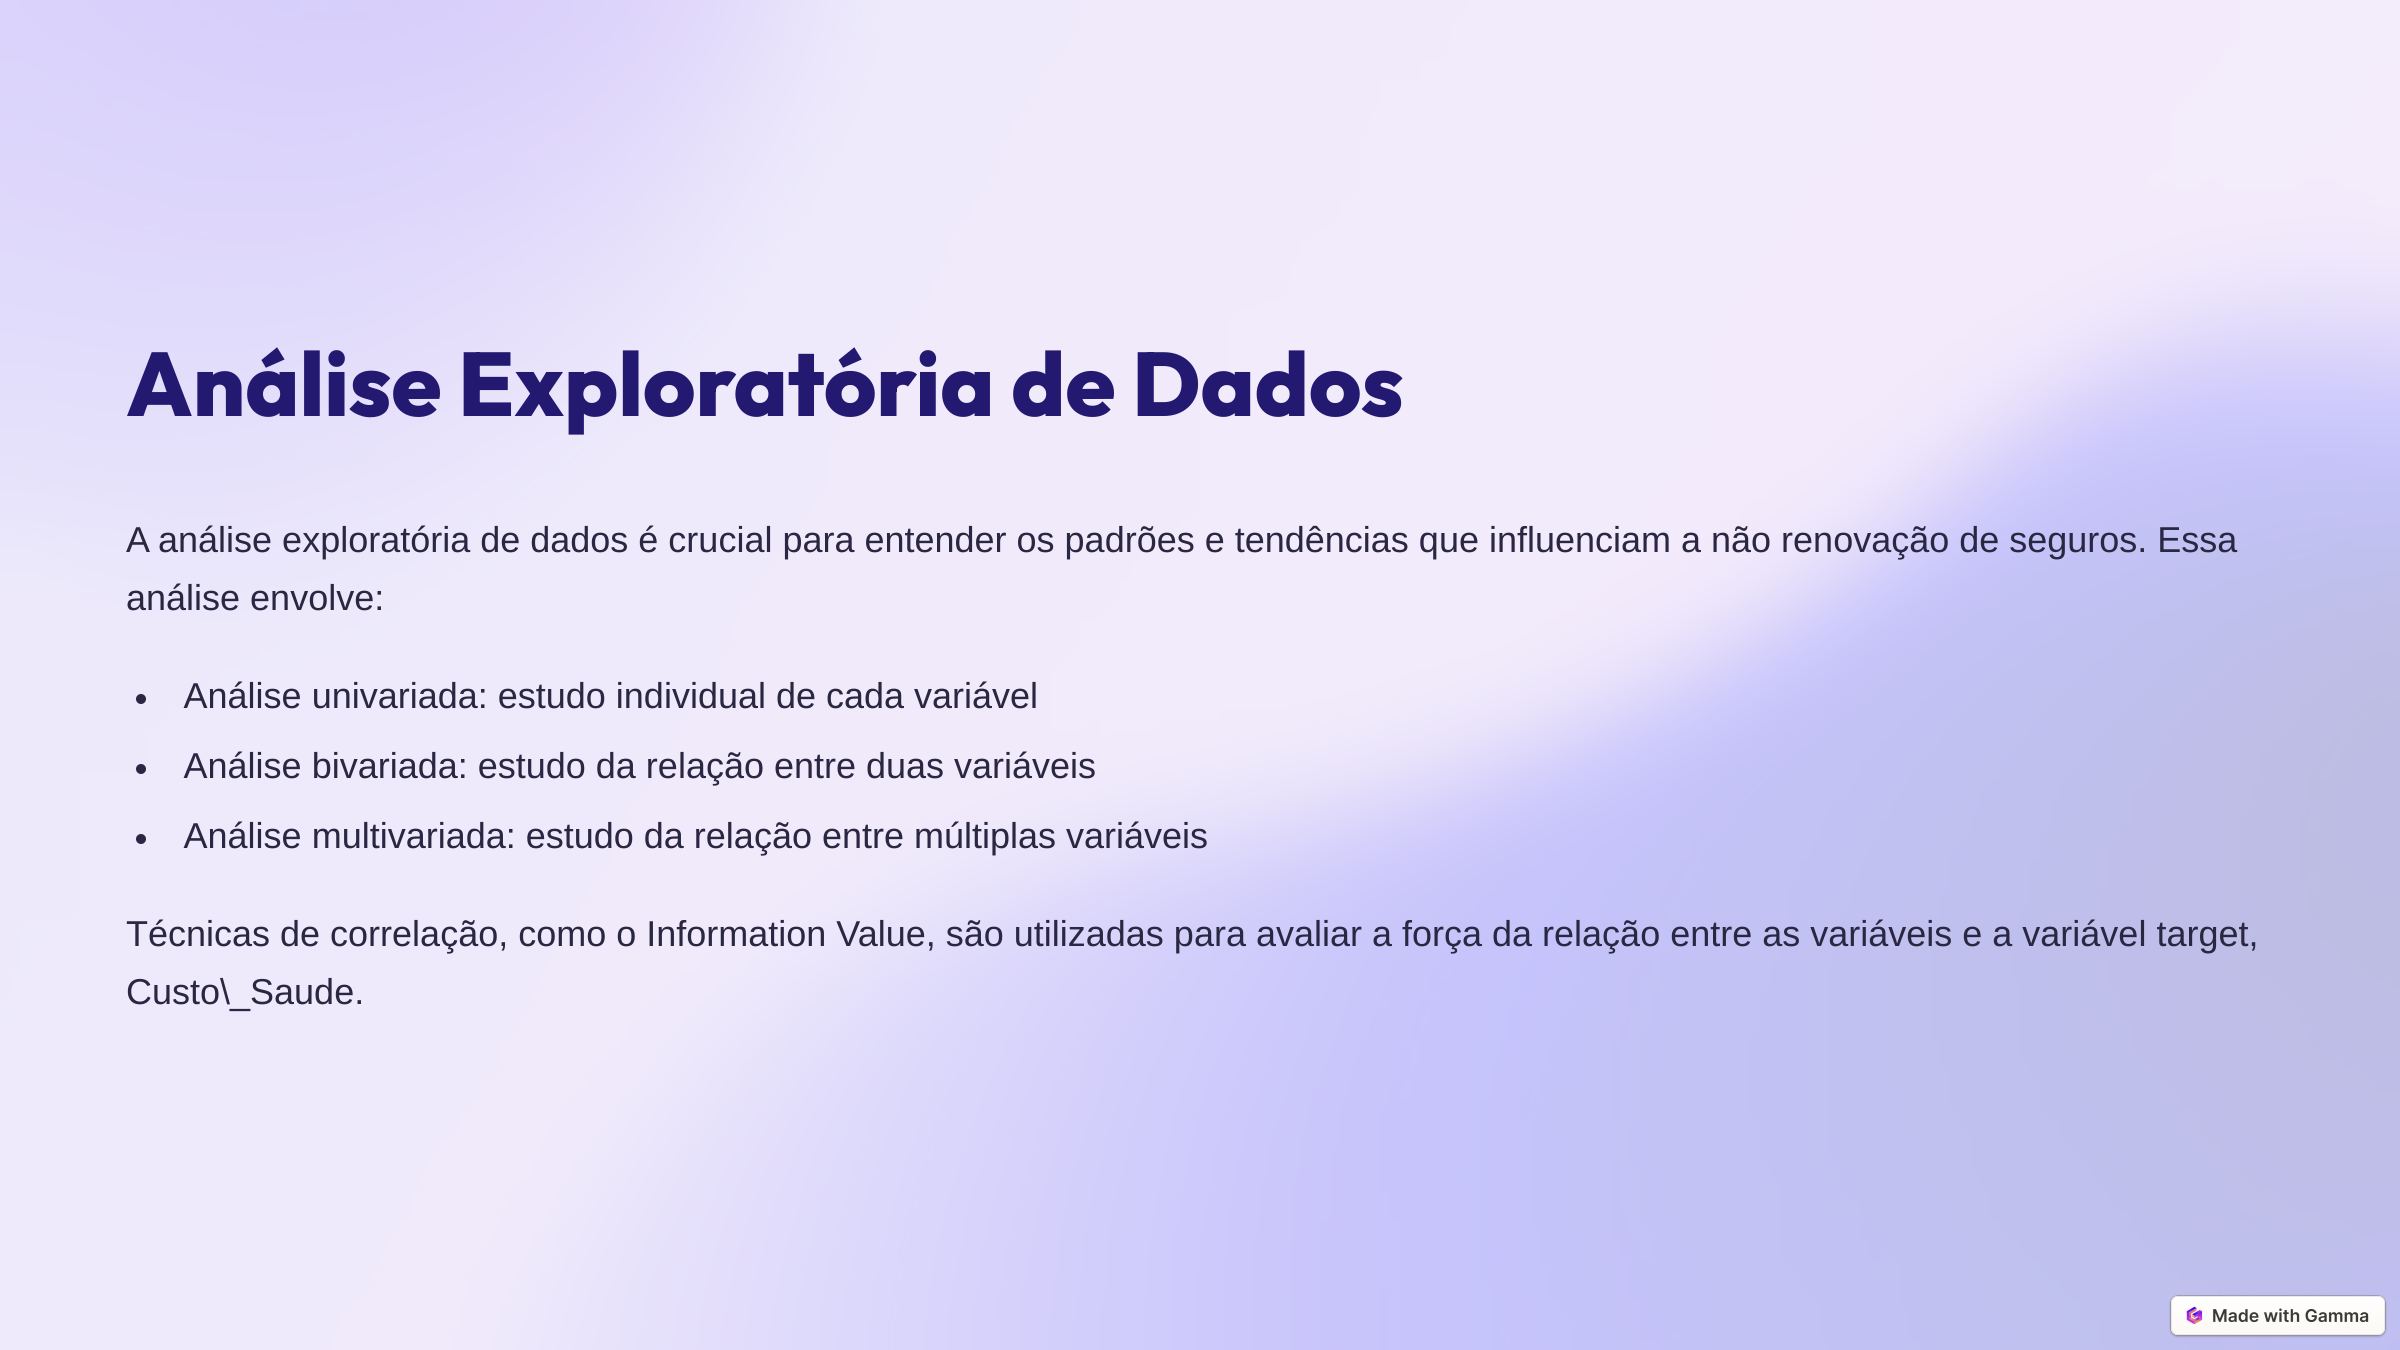 Análise Exploratória de Dados
A análise exploratória de dados é crucial para entender os padrões e tendências que influenciam a não renovação de seguros. Essa
análise envolve:
• Análise univariada: estudo individual de cada variável
• Análise bivariada: estudo da relação entre duas variáveis
• Análise multivariada: estudo da relação entre múltiplas variáveis
Técnicas de correlação, como o Information Value, são utilizadas para avaliar a força da relação entre as variáveis e a variável target,
Custo\_Saude.
Made with Gamma